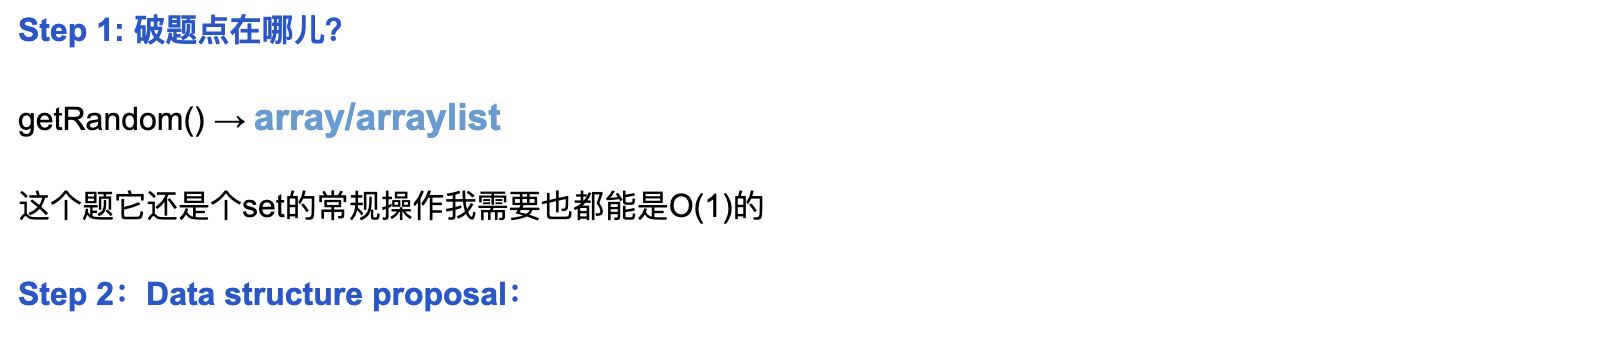 Step 1: 破题点在哪儿?
getRandom() → array/arraylist
这个题它还是个set的常规操作我需要也都能是O(1)的
Step 2：Data structure proposal：